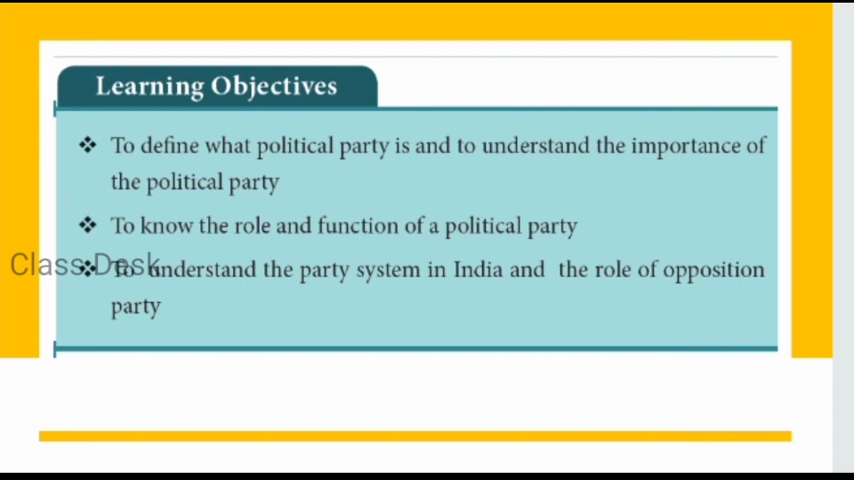 Learning Objectives
❖ To define what political party is and to understand the importance of
the political party
❖ To know the role and function of a political party
❖ To understand the party system in India and the role of opposition
party
Class Desk